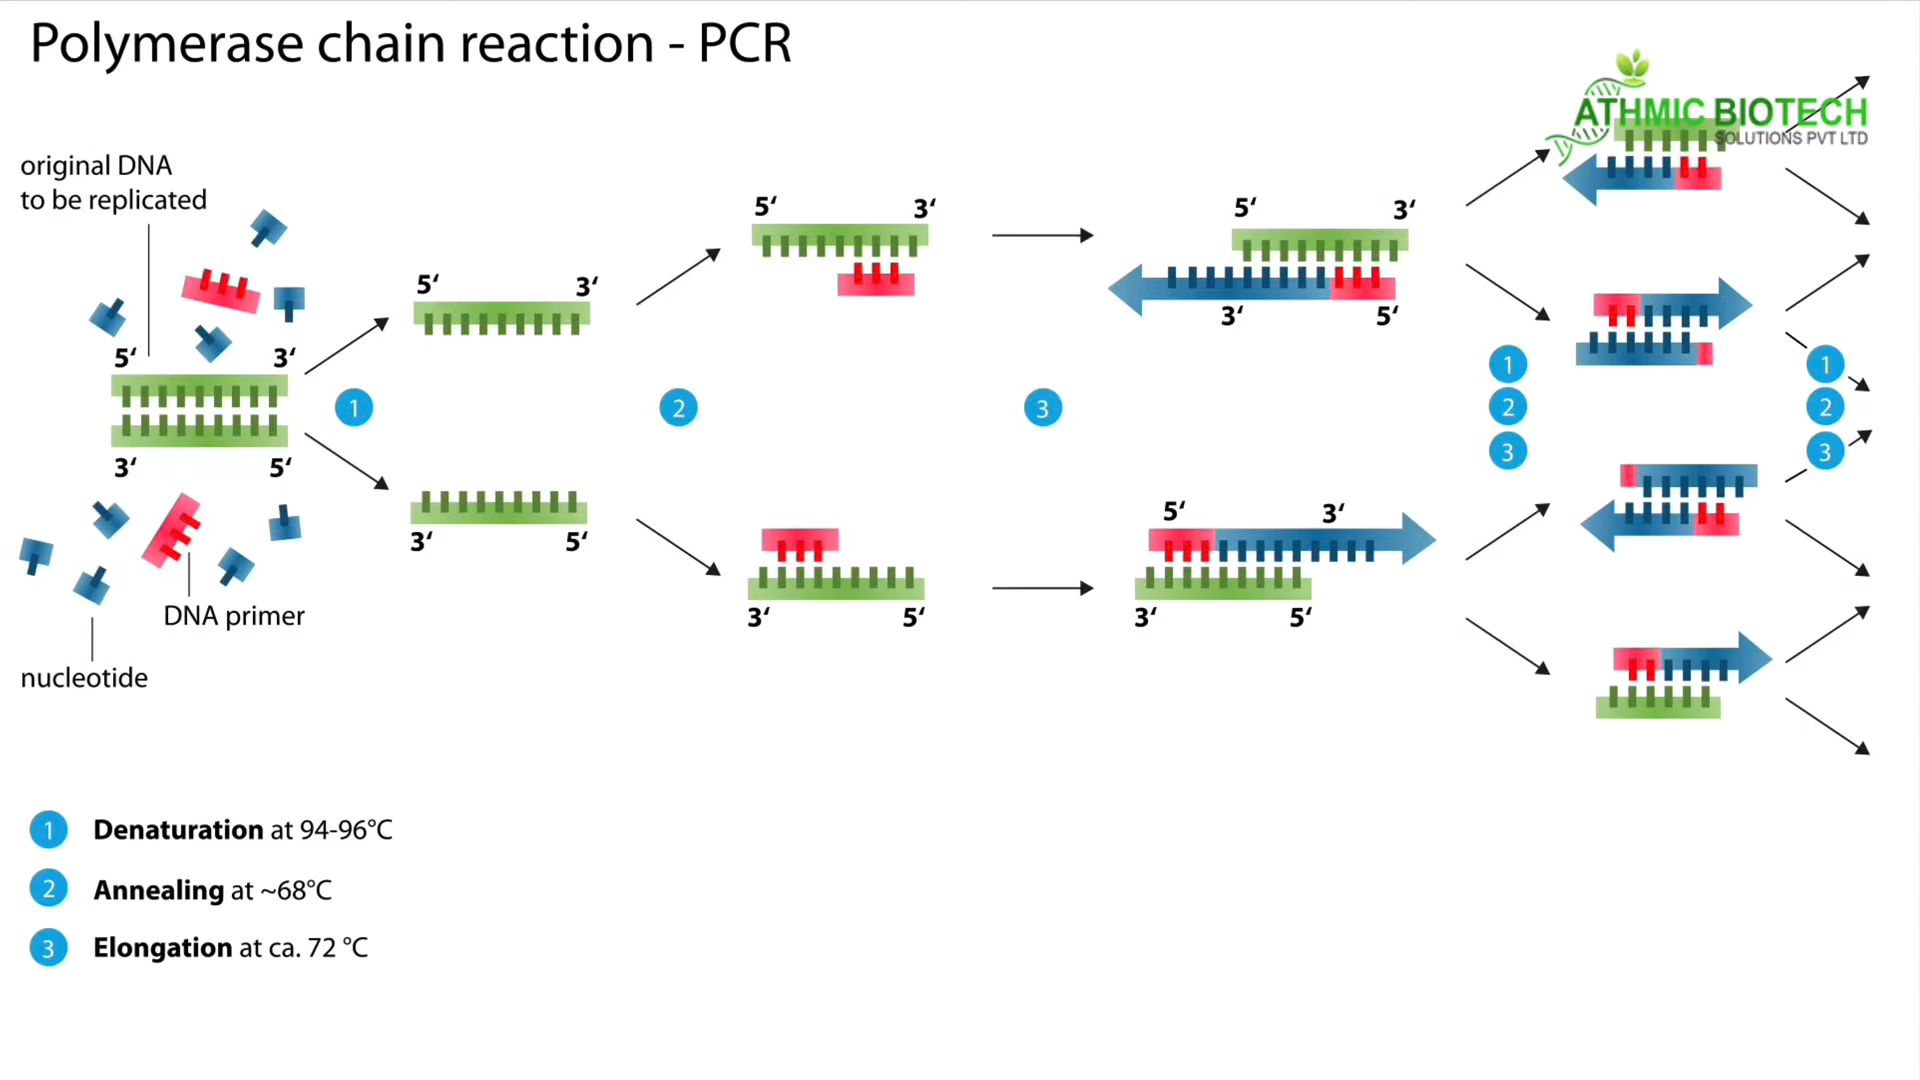 Polymerase chain reaction - PCR
ATHMIC BIOTECH
SOLUTIONS PVT LTD
original DNA
to be replicated
5‘ 3‘
3‘ 5‘
DNA primer
nucleotide
1
5‘ 3‘
3‘ 5‘
2
5‘ 3‘
3‘ 5‘
3
5‘ 3‘
3‘ 5‘
5‘ 3‘
3‘ 5‘
1
2
3
1
2
3
1 Denaturation at 94-96°C
2 Annealing at ~68°C
3 Elongation at ca. 72 °C